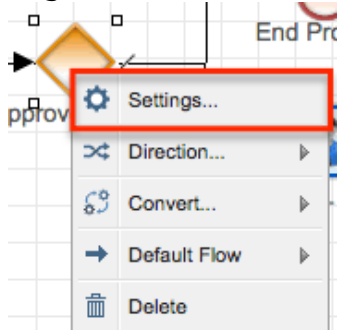 End Pro
pprov
Settings...
Direction...
Convert...
Default Flow
Delete